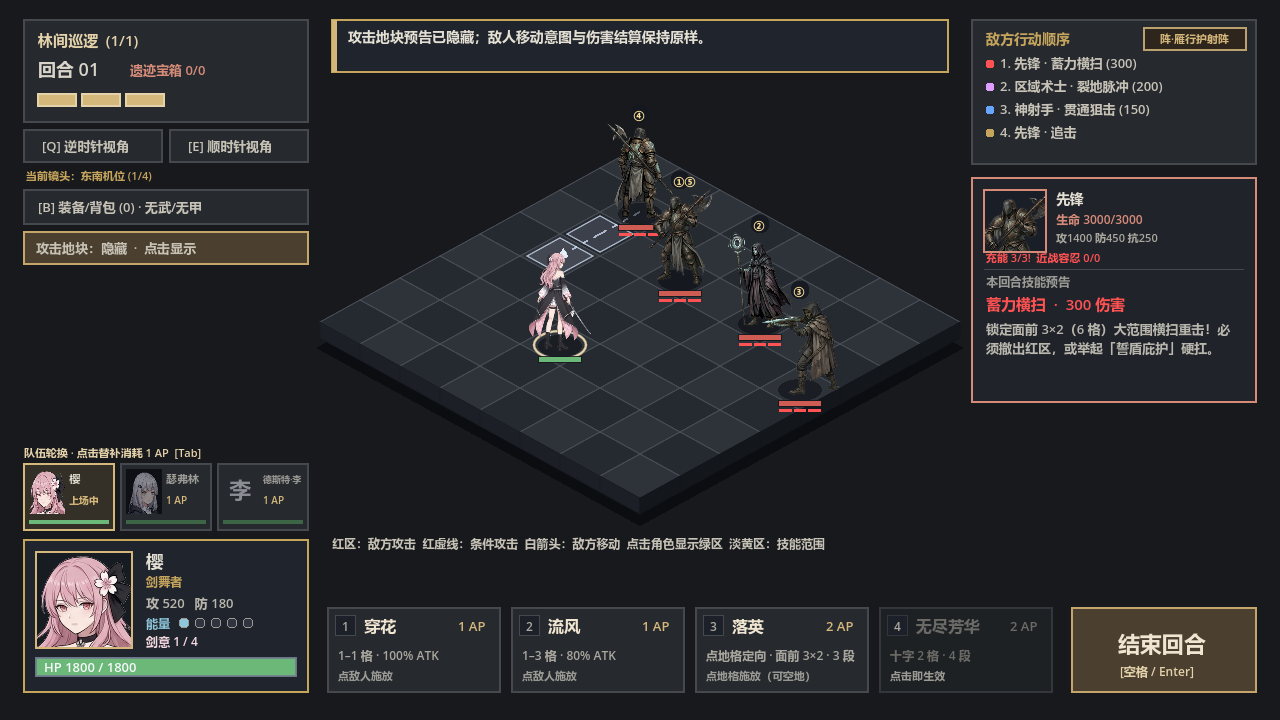 林间巡逻 (1/1)
回合 01 遗迹宝箱 0/0
[Q] 逆时针视角
[E] 顺时针视角
当前镜头：东南机位 (1/4)
[B] 装备/背包 (0) · 无武/无甲
攻击地块：隐藏 · 点击显示
攻击地块预告已隐藏；敌人移动意图与伤害结算保持原样。
敌方行动顺序
阵·雁行护射阵
1. 先锋 · 蓄力横扫 (300)
2. 区域术士 · 裂地脉冲 (200)
3. 神射手 · 贯通狙击 (150)
4. 先锋 · 追击
先锋
生命 3000/3000
攻1400 防450 抗250
充能 3/3! 近战容忍 0/0
本回合技能预告
蓄力横扫 · 300 伤害
锁定面前 3×2（6 格）大范围横扫重击！必
须撤出红区，或举起「誓盾庇护」硬扛。
④
①⑤
②
③
队伍轮换 · 点击替补消耗 1 AP [Tab]
樱
上场中
瑟弗林
1 AP
李
德斯特·李
1 AP
樱
剑舞者
攻 520 防 180
能量
剑意 1 / 4
HP 1800 / 1800
红区：敌方攻击 红虚线：条件攻击 白箭头：敌方移动 点击角色显示绿区 淡黄区：技能范围
1 穿花 1 AP
1–1 格 · 100% ATK
点敌人施放
2 流风 1 AP
1–3 格 · 80% ATK
点敌人施放
3 落英 2 AP
点地格定向 · 面前 3×2 · 3 段
点地格施放（可空地）
4 无尽芳华 2 AP
十字 2 格 · 4 段
点击即生效
结束回合
[空格 / Enter]